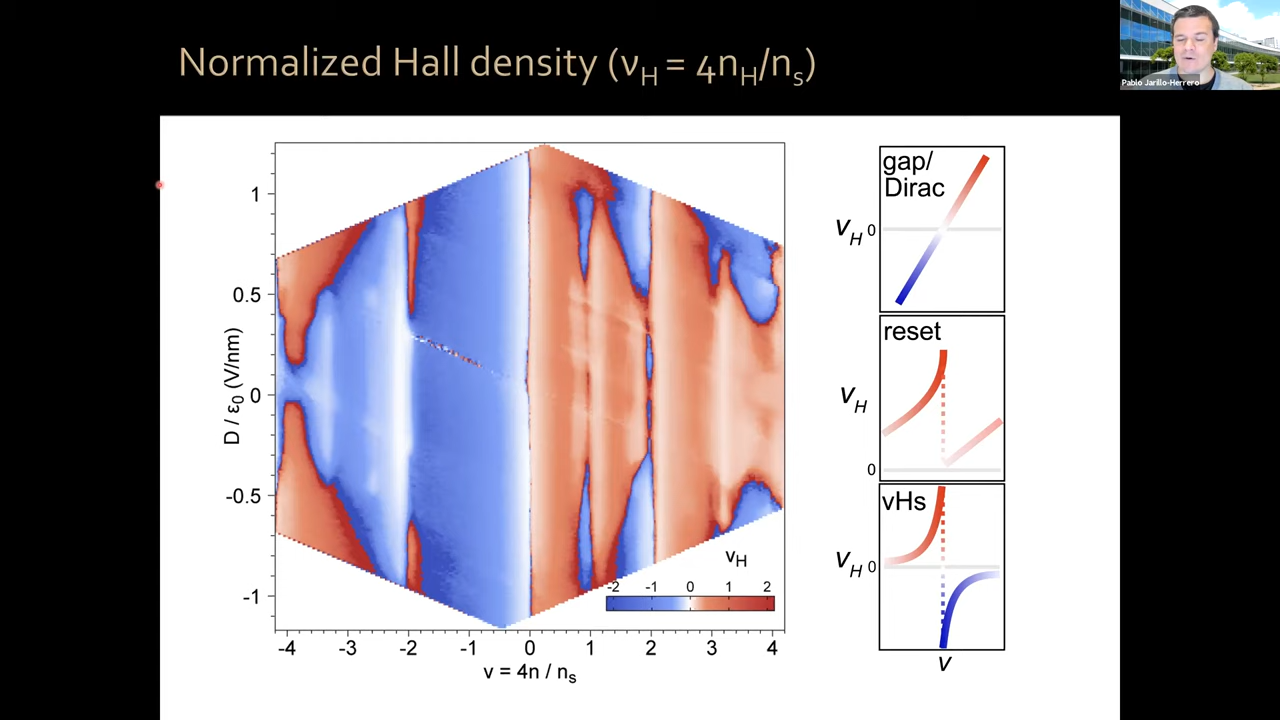 Normalized Hall density (νH = 4nH/ns)
Pablo Jarillo-Herrero
D / ε0 (V/nm)
1
0.5
0
-0.5
-1
νH
-2 -1 0 1 2
-4 -3 -2 -1 0 1 2 3 4
ν = 4n / ns
gap/
Dirac
νH 0
reset
νH
0
vHs
νH 0
ν